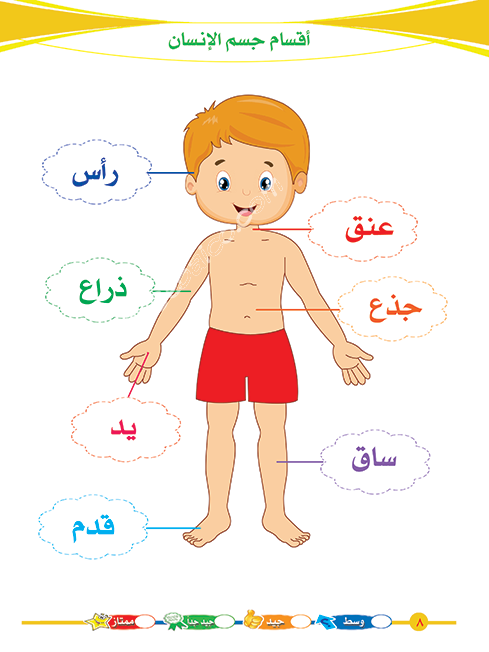 أقسام جسم الإنسان
رأس
عنق
ذراع
جذع
يد
ساق
قدم
٨
وسط
جيد
جيد جدا
ممتاز